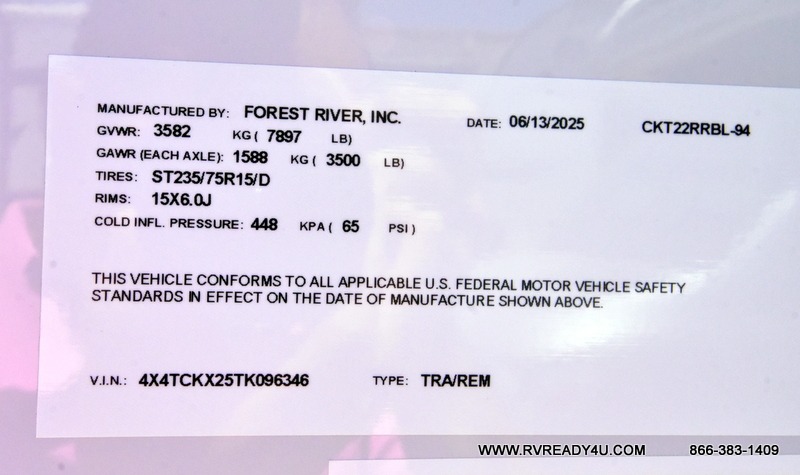 MANUFACTURED BY: FOREST RIVER, INC. DATE: 06/13/2025 CKT22RRBL-94
GVWR: 3582 KG ( 7897 LB)
GAWR (EACH AXLE): 1588 KG ( 3500 LB)
TIRES: ST235/75R15/D
RIMS: 15X6.0J
COLD INFL. PRESSURE: 448 KPA ( 65 PSI )
THIS VEHICLE CONFORMS TO ALL APPLICABLE U.S. FEDERAL MOTOR VEHICLE SAFETY
STANDARDS IN EFFECT ON THE DATE OF MANUFACTURE SHOWN ABOVE.
V.I.N.: 4X4TCKX25TK096346 TYPE: TRA/REM
WWW.RVREADY4U.COM 866-383-1409